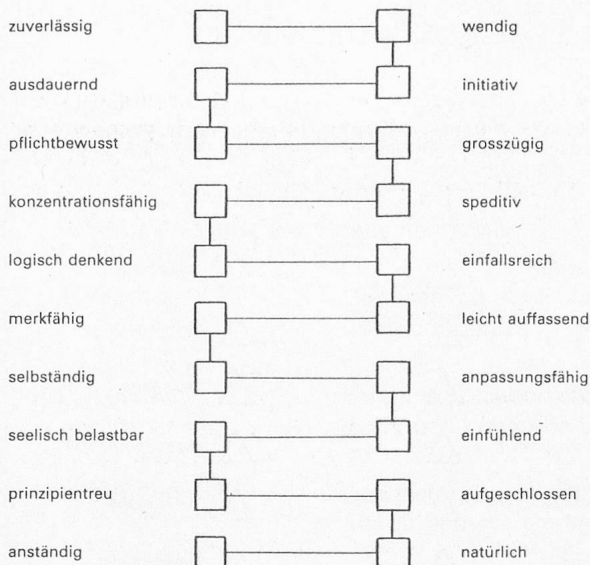 zuverlässig wendig
ausdauernd initiativ
pflichtbewusst grosszügig
konzentrationsfähig speditiv
logisch denkend einfallsreich
merkfähig leicht auffassend
selbständig anpassungsfähig
seelisch belastbar einfühlend
prinzipientreu aufgeschlossen
anständig natürlich